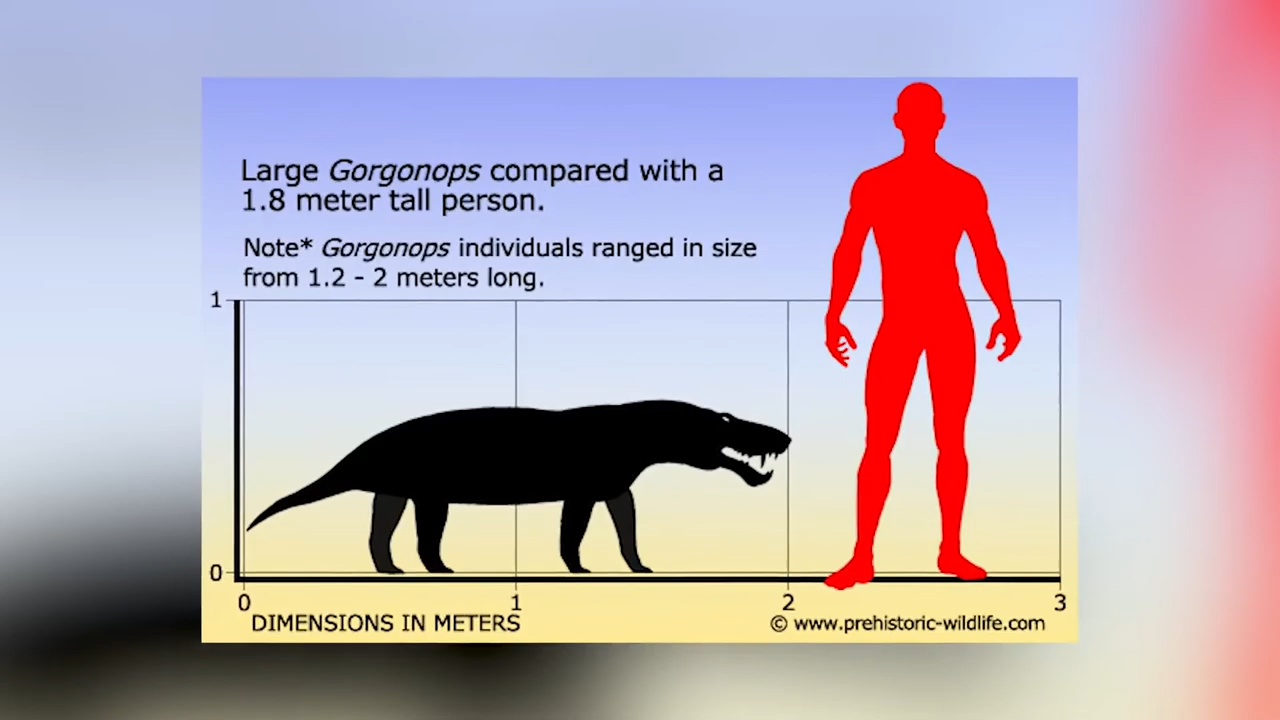 Large Gorgonops compared with a
1.8 meter tall person.
Note* Gorgonops individuals ranged in size
from 1.2 - 2 meters long.
1
0
0 1 2 3
DIMENSIONS IN METERS
© www.prehistoric-wildlife.com